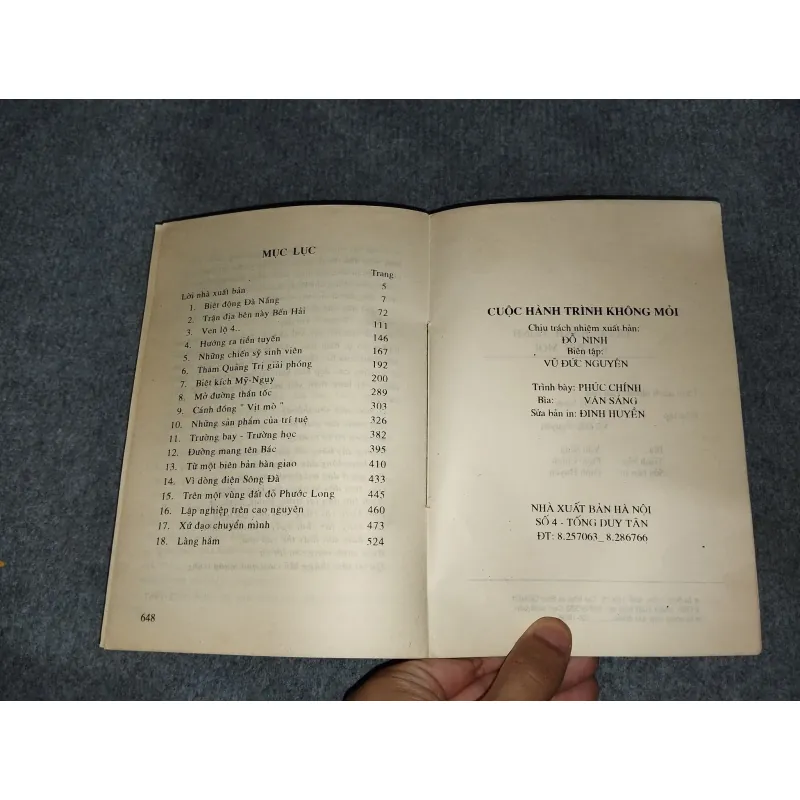 MỤC LỤC
Trang
Lời nhà xuất bản 5
1. Biệt động Đà Nẵng 7
2. Trận địa bên này Bến Hải 72
3. Ven lộ 4.. 111
4. Hướng ra tiền tuyến 146
5. Những chiến sỹ sinh viên 167
6. Thăm Quảng Trị giải phóng 192
7. Biệt kích Mỹ-Ngụy 200
8. Mở đường thần tốc 289
9. Cánh đồng " Vịt mò " 303
10. Những sản phẩm của trí tuệ 326
11. Trường bay - Trường học 382
12. Đường mang tên Bác 395
13. Từ một biên bản bàn giao 410
14. Vì dòng điện Sông Đà 433
15. Trên một vùng đất đỏ Phước Long 445
16. Lập nghiệp trên cao nguyên 460
17. Xứ đạo chuyển mình 473
18. Làng hầm 524
648
CUỘC HÀNH TRÌNH KHÔNG MỎI
Chịu trách nhiệm xuất bản:
ĐỖ NINH
Biên tập:
VŨ ĐỨC NGUYÊN
Trình bày: PHÚC CHÍNH
Bìa: VĂN SÁNG
Sửa bản in: ĐINH HUYỀN
NHÀ XUẤT BẢN HÀ NỘI
SỐ 4 - TỐNG DUY TÂN
ĐT: 8.257063_ 8.286766